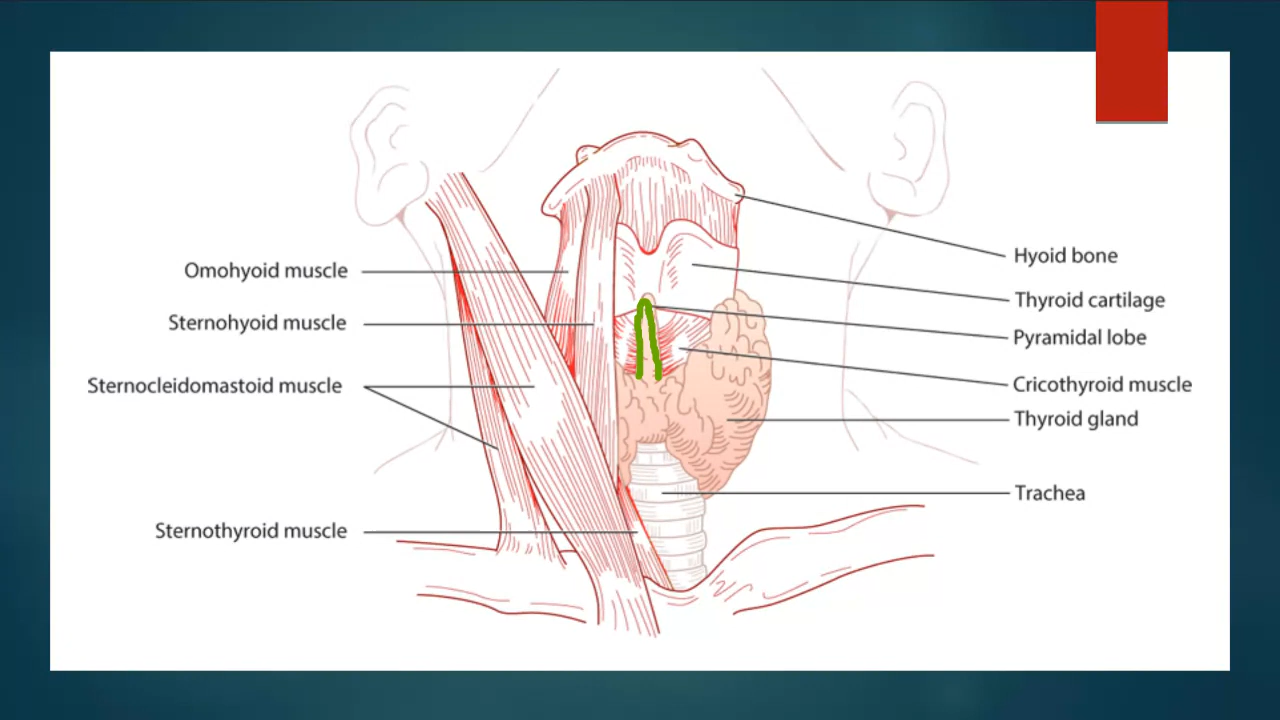 Omohyoid muscle
Sternohyoid muscle
Sternocleidomastoid muscle
Sternothyroid muscle
Hyoid bone
Thyroid cartilage
Pyramidal lobe
Cricothyroid muscle
Thyroid gland
Trachea